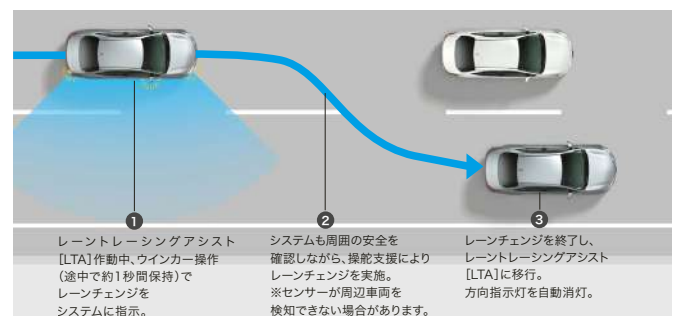 1
レーントレーシングアシスト
[LTA]作動中、ウインカー操作
(途中で約1秒間保持)で
レーンチェンジを
システムに指示。
2
システムも周囲の安全を
確認しながら、操舵支援により
レーンチェンジを実施。
※センサーが周辺車両を
検知できない場合があります。
3
レーンチェンジを終了し、
レーントレーシングアシスト
[LTA]に移行。
方向指示灯を自動消灯。